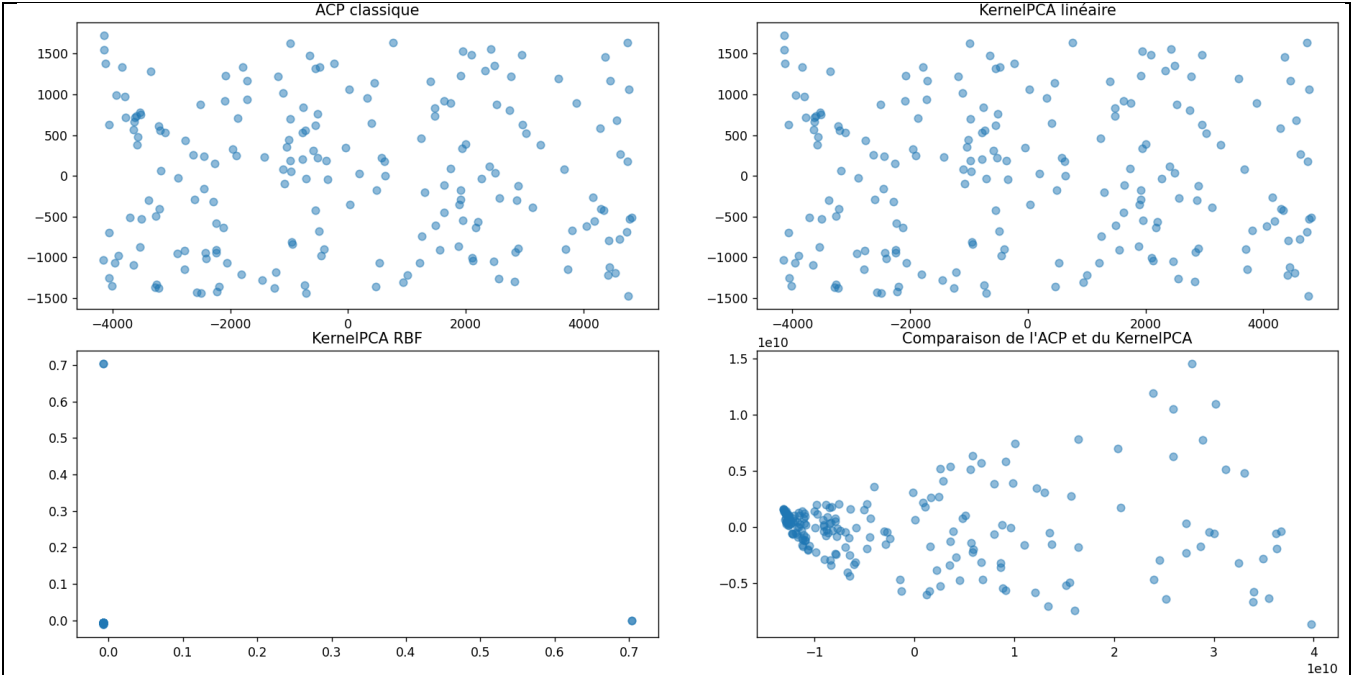 ACP classique
1500
1000
500
0
−500
−1000
−1500
−4000 −2000 0 2000 4000
KernelPCA linéaire
1500
1000
500
0
−500
−1000
−1500
−4000 −2000 0 2000 4000
KernelPCA RBF
0.7
0.6
0.5
0.4
0.3
0.2
0.1
0.0
0.0 0.1 0.2 0.3 0.4 0.5 0.6 0.7
1e10
Comparaison de l'ACP et du KernelPCA
1.5
1.0
0.5
0.0
−0.5
−1 0 1 2 3 4
1e10